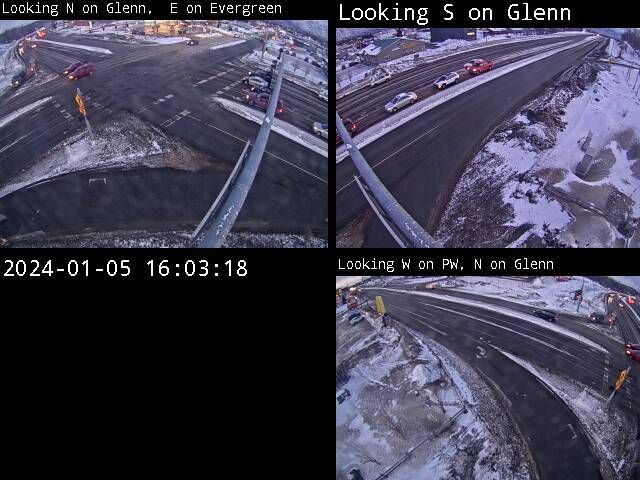 Looking N on Glenn,  E on Evergreen
Looking S on Glenn
2024-01-05 16:03:18
Looking W on PW, N on Glenn